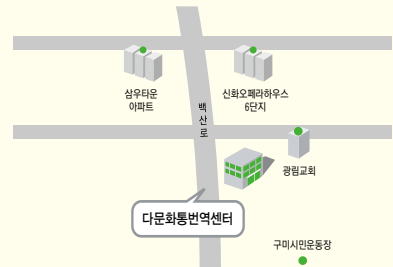 삼우타운
아파트
신화오페라하우스
6단지
백산로
광림교회
다문화통번역센터
구미시민운동장